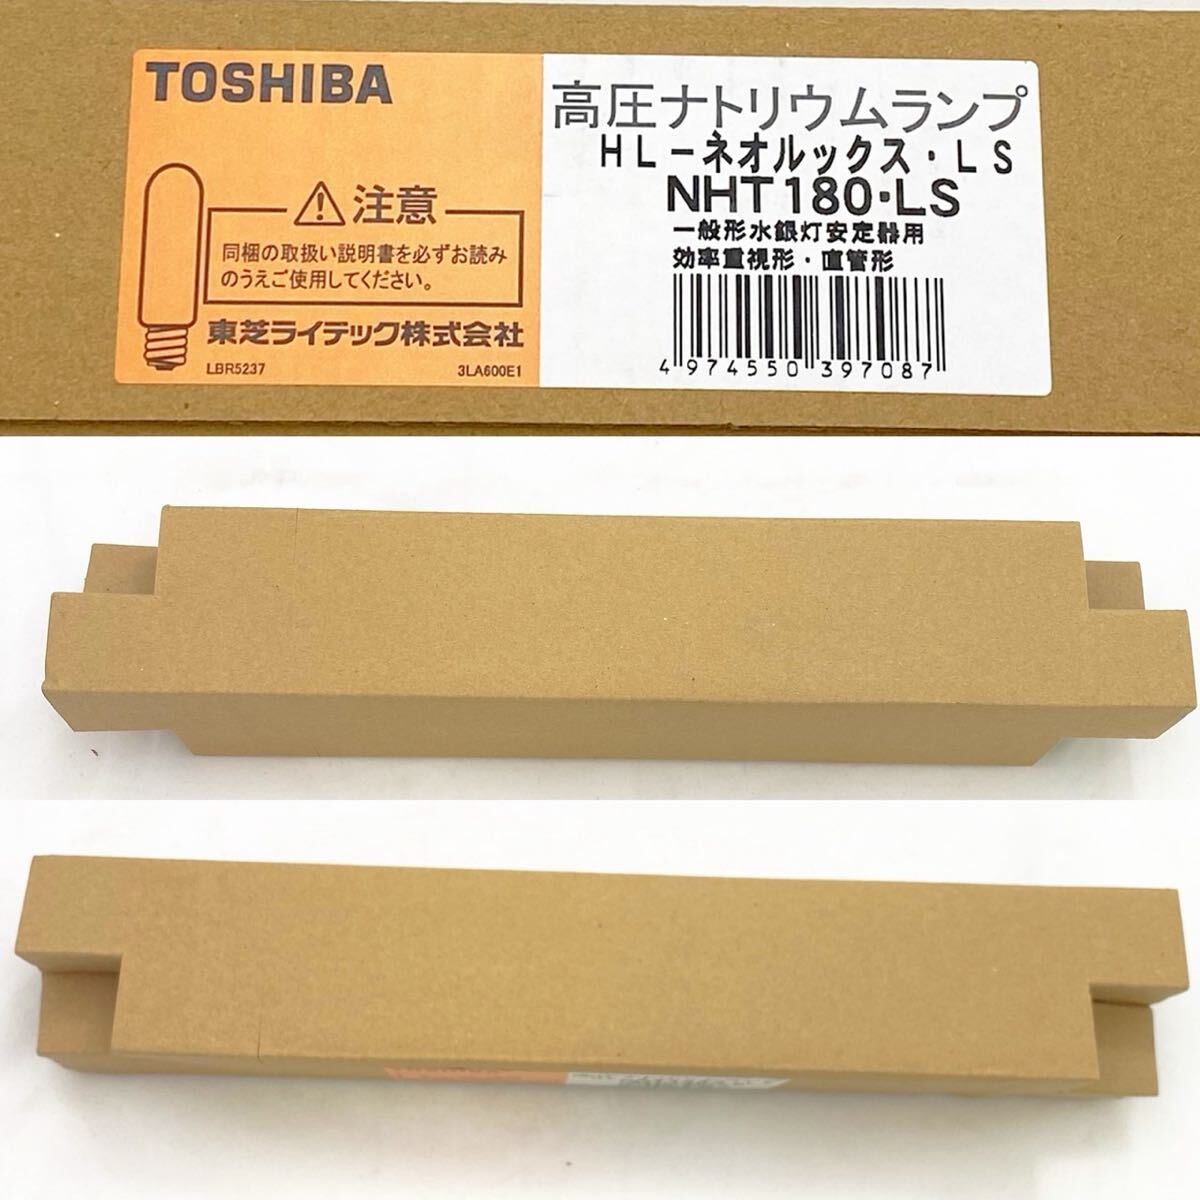 TOSHIBA
⚠注意
同梱の取扱い説明書を必ずお読み
のうえご使用してください。
東芝ライテック株式会社
LBR5237 3LA600E1
高圧ナトリウムランプ
HL-ネオルックス・LS
NHT180・LS
一般形水銀灯安定器用
効率重視形・直管形
4 974550 397087